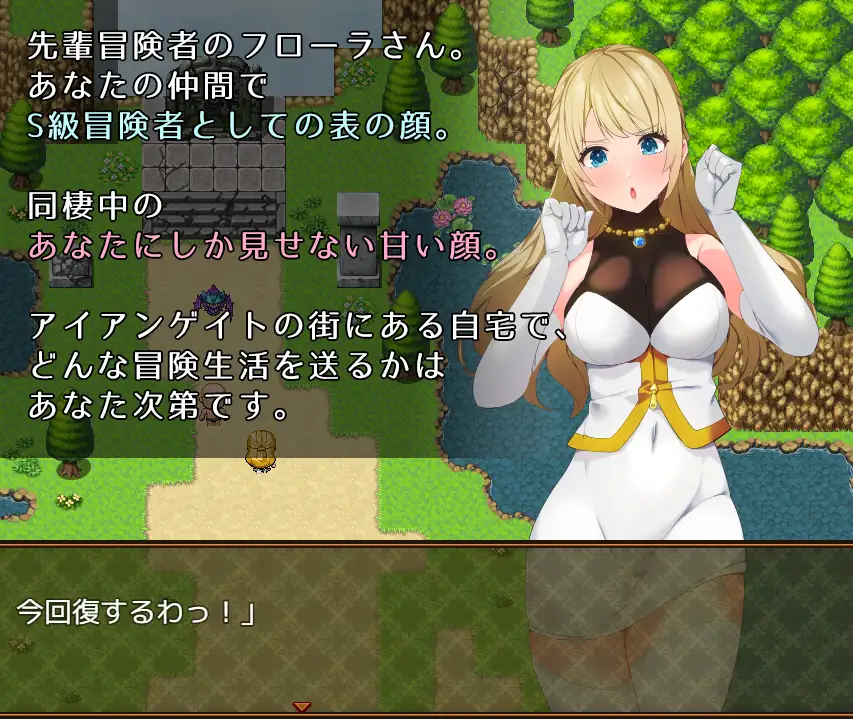 先輩冒険者のフローラさん。
あなたの仲間で
S級冒険者としての表の顔。
同棲中の
あなたにしか見せない甘い顔。
アイアンゲイトの街にある自宅で、
どんな冒険生活を送るかは
あなた次第です。
今回復するわっ！」